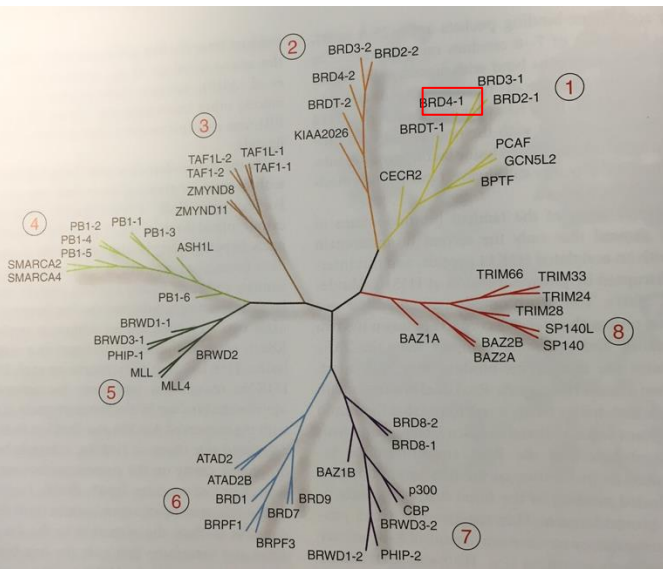 2
BRD3-2
BRD2-2
BRD4-2
BRDT-2
KIAA2026
1
BRD3-1
BRD4-1
BRD2-1
BRDT-1
PCAF
GCN5L2
BPTF
CECR2
3
TAF1L-2
TAF1L-1
TAF1-2
TAF1-1
ZMYND8
ZMYND11
4
PB1-2
PB1-1
PB1-4
PB1-3
PB1-5
ASH1L
SMARCA2
SMARCA4
PB1-6
BRWD1-1
BRWD3-1
BRWD2
PHIP-1
MLL
MLL4
5
TRIM66
TRIM33
TRIM24
TRIM28
SP140L
SP140
BAZ1A
BAZ2B
BAZ2A
8
ATAD2
ATAD2B
BRD1
BRD9
BRD7
BRPF1
BRPF3
6
BRD8-2
BRD8-1
BAZ1B
p300
CBP
BRWD3-2
BRWD1-2
PHIP-2
7